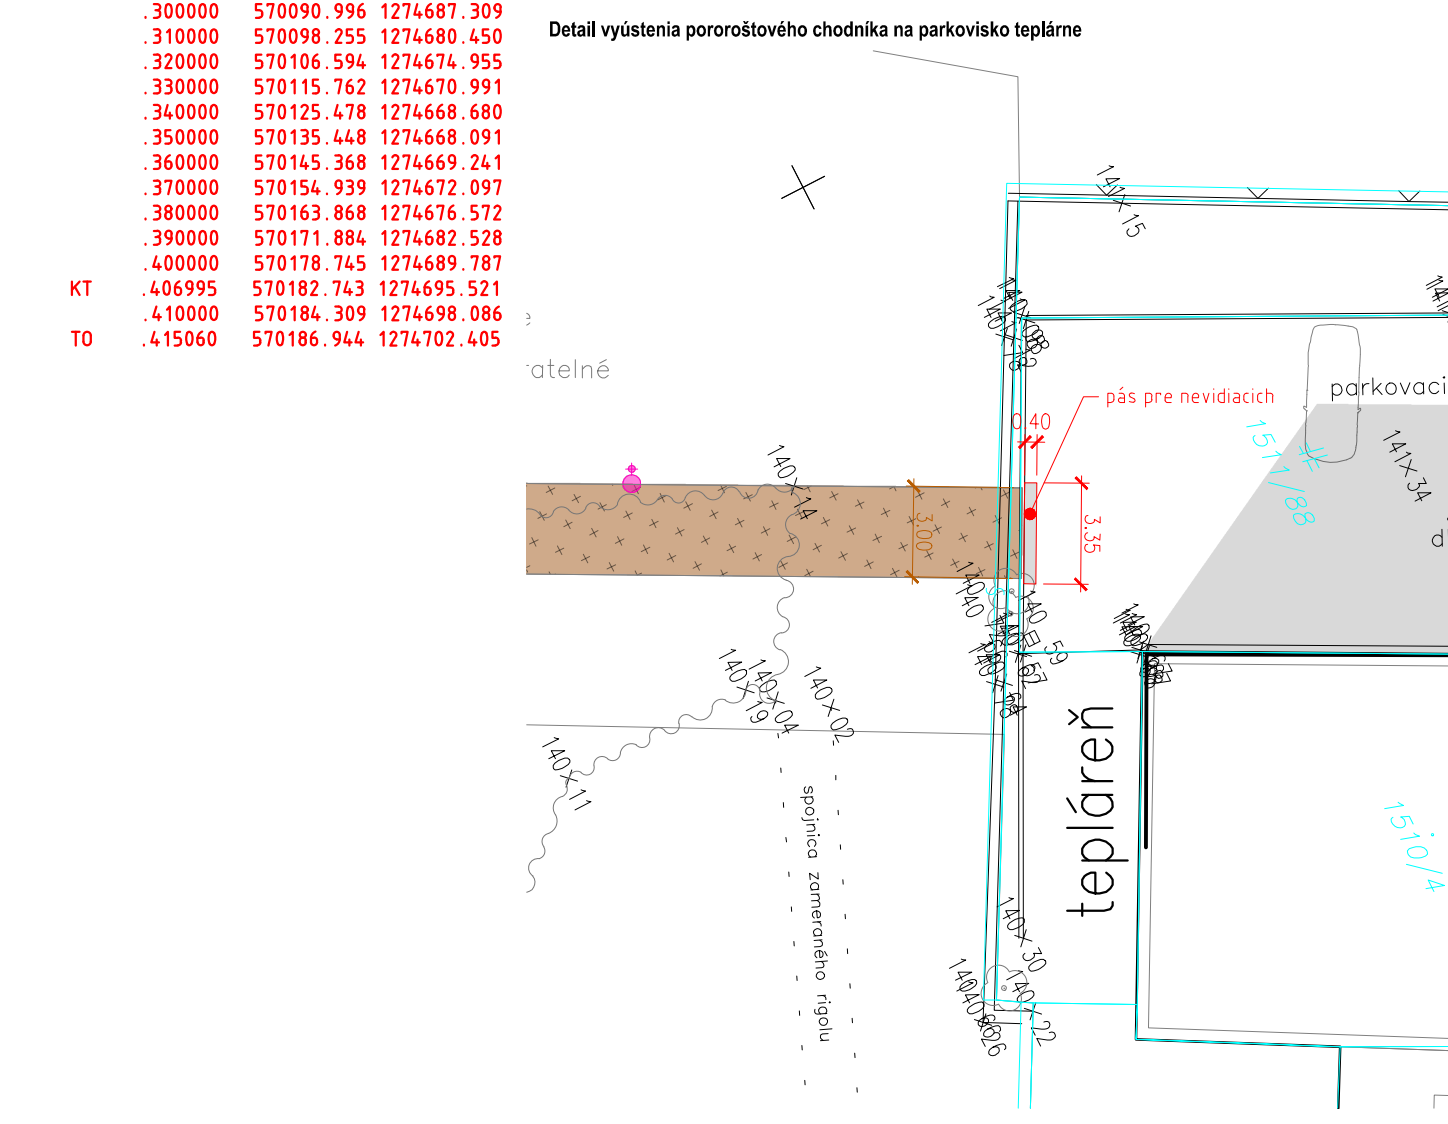 .300000 570090.996 1274687.309
.310000 570098.255 1274680.450
.320000 570106.594 1274674.955
.330000 570115.762 1274670.991
.340000 570125.478 1274668.680
.350000 570135.448 1274668.091
.360000 570145.368 1274669.241
.370000 570154.939 1274672.097
.380000 570163.868 1274676.572
.390000 570171.884 1274682.528
.400000 570178.745 1274689.787
KT .406995 570182.743 1274695.521
.410000 570184.309 1274698.086
TO .415060 570186.944 1274702.405
Detail vyústenia pororoštového chodníka na parkovisko teplárne
141×15
ratelné
parkovaci
pás pre nevidiacich
0.40
1511/88
141×34
140×14
3.00
3.35
140×19
140×04
140×02
140×11
tepláreň
spojnica zameraného rigolu
1510/4
140×30
140×22